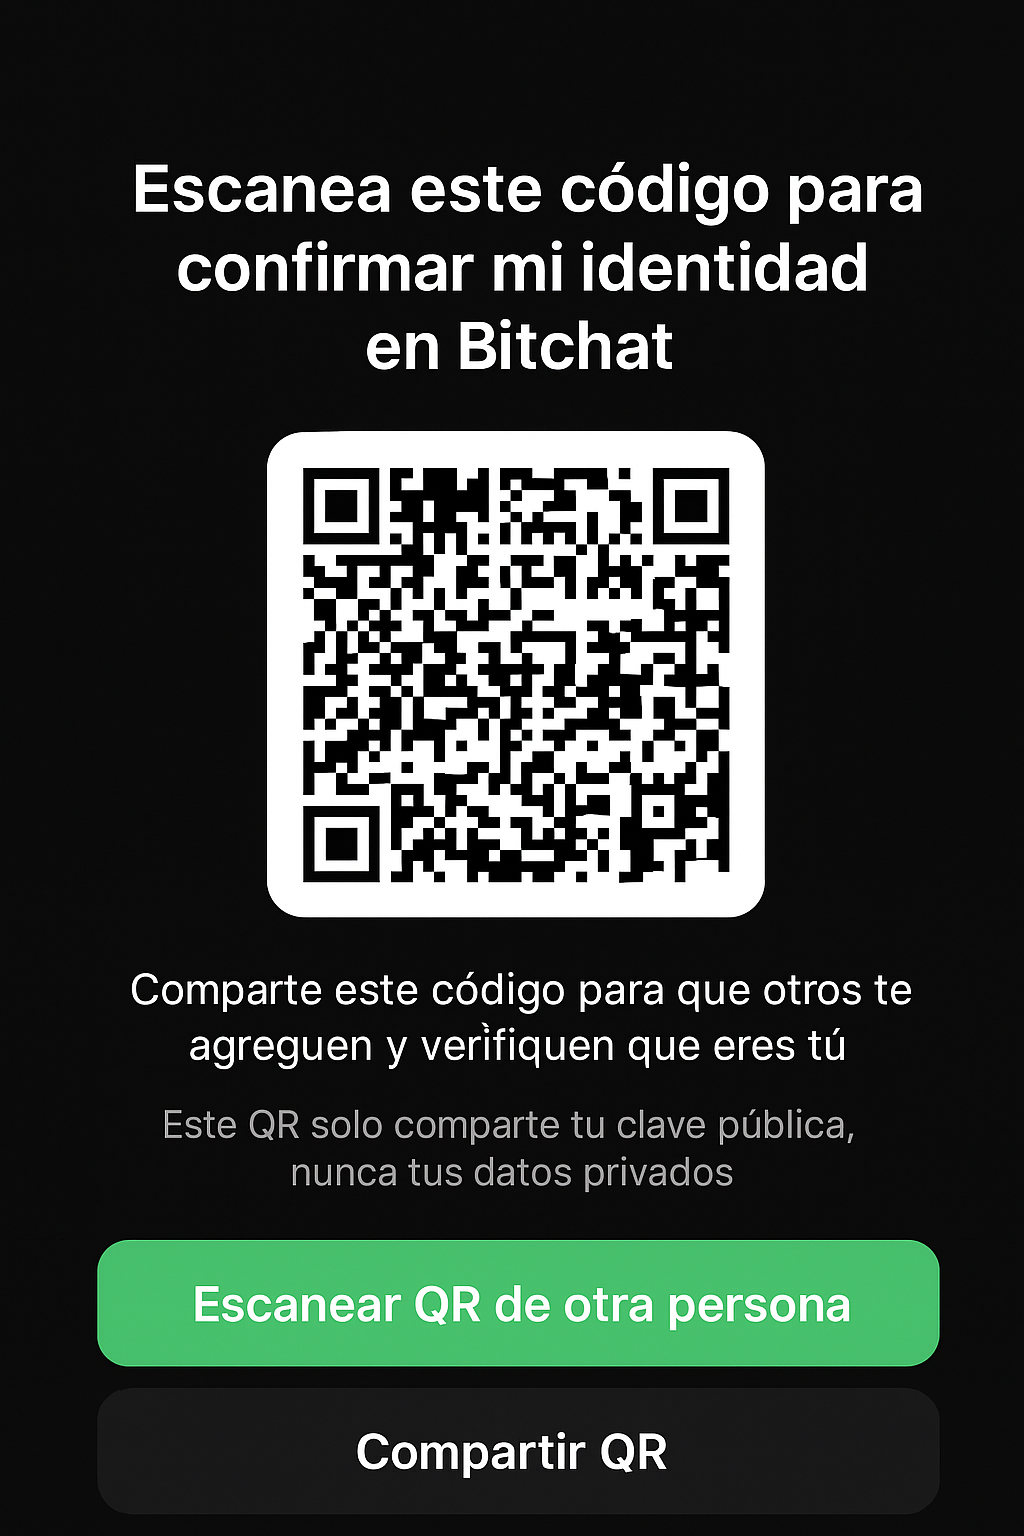 Escanea este código para
confirmar mi identidad
en Bitchat
Comparte este código para que otros te
agreguen y verifiquen que eres tú
Este QR solo comparte tu clave pública,
nunca tus datos privados
Escanear QR de otra persona
Compartir QR